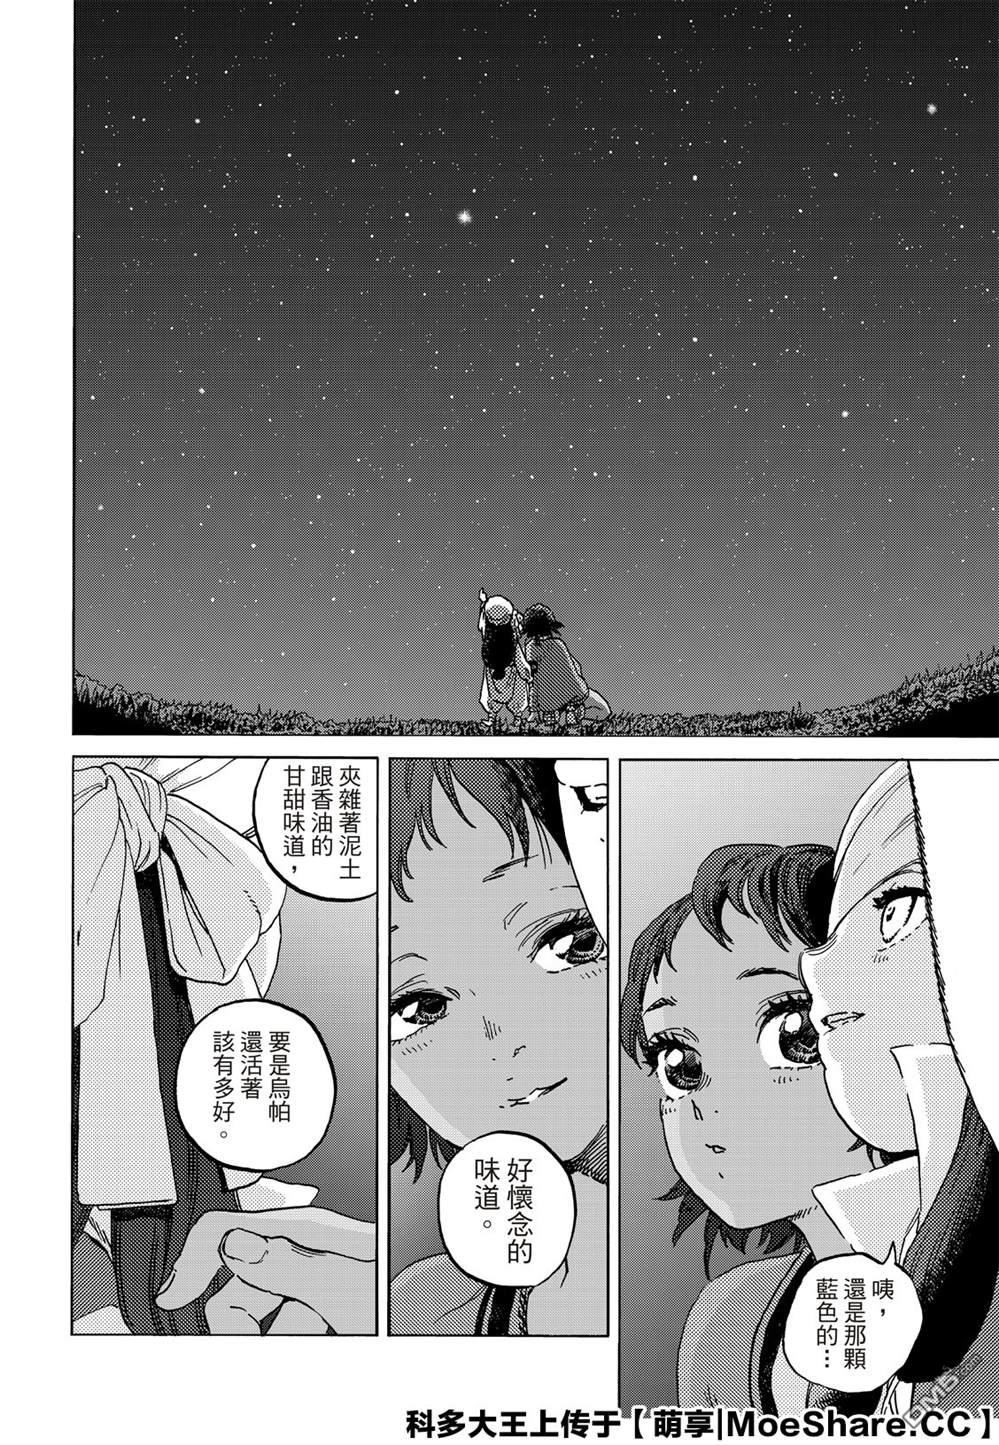 咦，
還是那顆
藍色的…
好懷念的
味道。
夾雜著泥土
跟香油的
甘甜味道，
要是烏帕
還活著
該有多好。
科多大王上传于【萌享|MoeShare.CC】
DM5.com